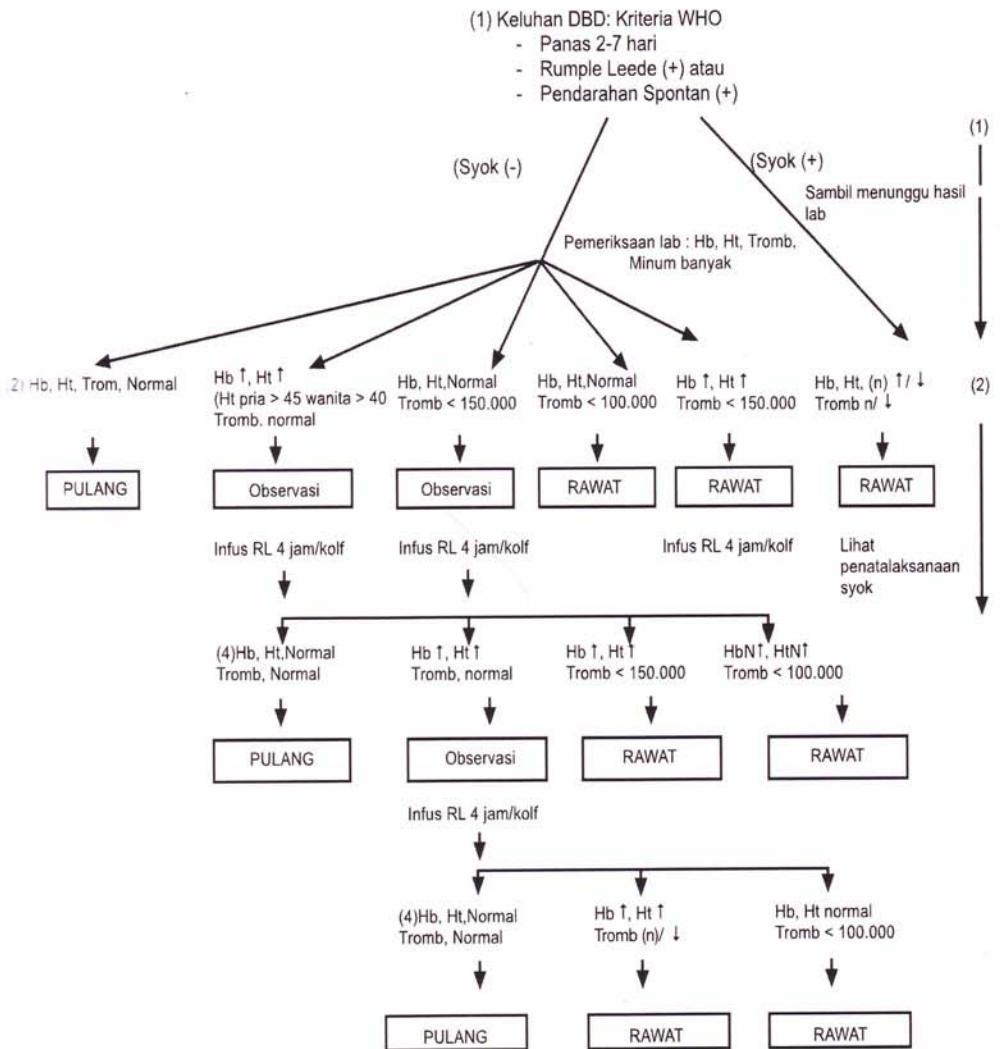 (1) Keluhan DBD: Kriteria WHO
- Panas 2-7 hari
- Rumple Leede (+) atau
- Pendarahan Spontan (+)
(1)
(Syok (-)
(Syok (+)
Sambil menunggu hasil
lab
Pemeriksaan lab : Hb, Ht, Tromb,
Minum banyak
2) Hb, Ht, Trom, Normal
Hb ↑, Ht ↑
(Ht pria > 45 wanita > 40
Tromb. normal
Hb, Ht,Normal
Tromb < 150.000
Hb, Ht,Normal
Tromb < 100.000
Hb ↑, Ht ↑
Tromb < 150.000
Hb, Ht, (n) ↑/ ↓
Tromb n/ ↓
(2)
PULANG
Observasi
Observasi
RAWAT
RAWAT
RAWAT
Infus RL 4 jam/kolf
Infus RL 4 jam/kolf
Infus RL 4 jam/kolf
Lihat
penatalaksanaan
syok
(4)Hb, Ht,Normal
Tromb, Normal
Hb ↑, Ht ↑
Tromb, normal
Hb ↑, Ht ↑
Tromb < 150.000
HbN↑, HtN↑
Tromb < 100.000
PULANG
Observasi
RAWAT
RAWAT
Infus RL 4 jam/kolf
(4)Hb, Ht,Normal
Tromb, Normal
Hb ↑, Ht ↑
Tromb (n)/ ↓
Hb, Ht normal
Tromb < 100.000
PULANG
RAWAT
RAWAT